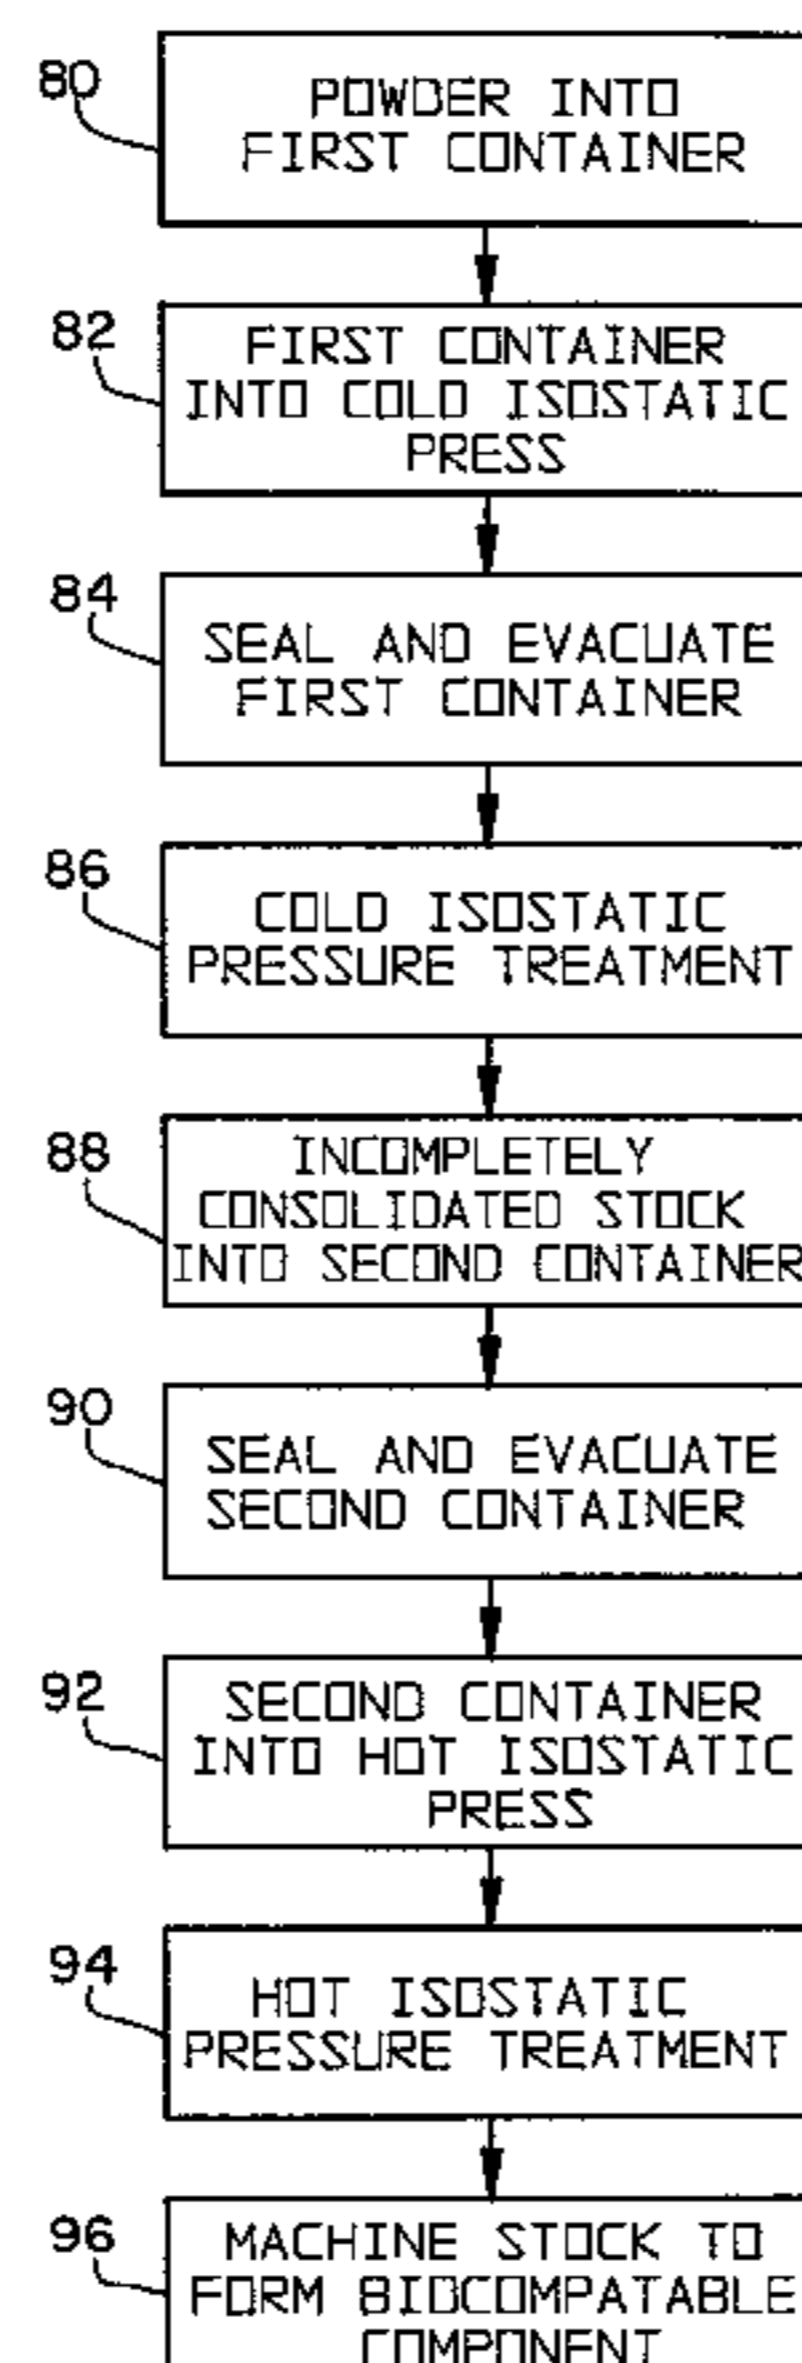 80
POWDER INTO
FIRST CONTAINER
82
FIRST CONTAINER
INTO COLD ISOSTATIC
PRESS
84
SEAL AND EVACUATE
FIRST CONTAINER
86
COLD ISOSTATIC
PRESSURE TREATMENT
88
INCOMPLETELY
CONSOLIDATED STOCK
INTO SECOND CONTAINER
90
SEAL AND EVACUATE
SECOND CONTAINER
92
SECOND CONTAINER
INTO HOT ISOSTATIC
PRESS
94
HOT ISOSTATIC
PRESSURE TREATMENT
96
MACHINE STOCK TO
FORM BIOCOMPATABLE
COMPONENT